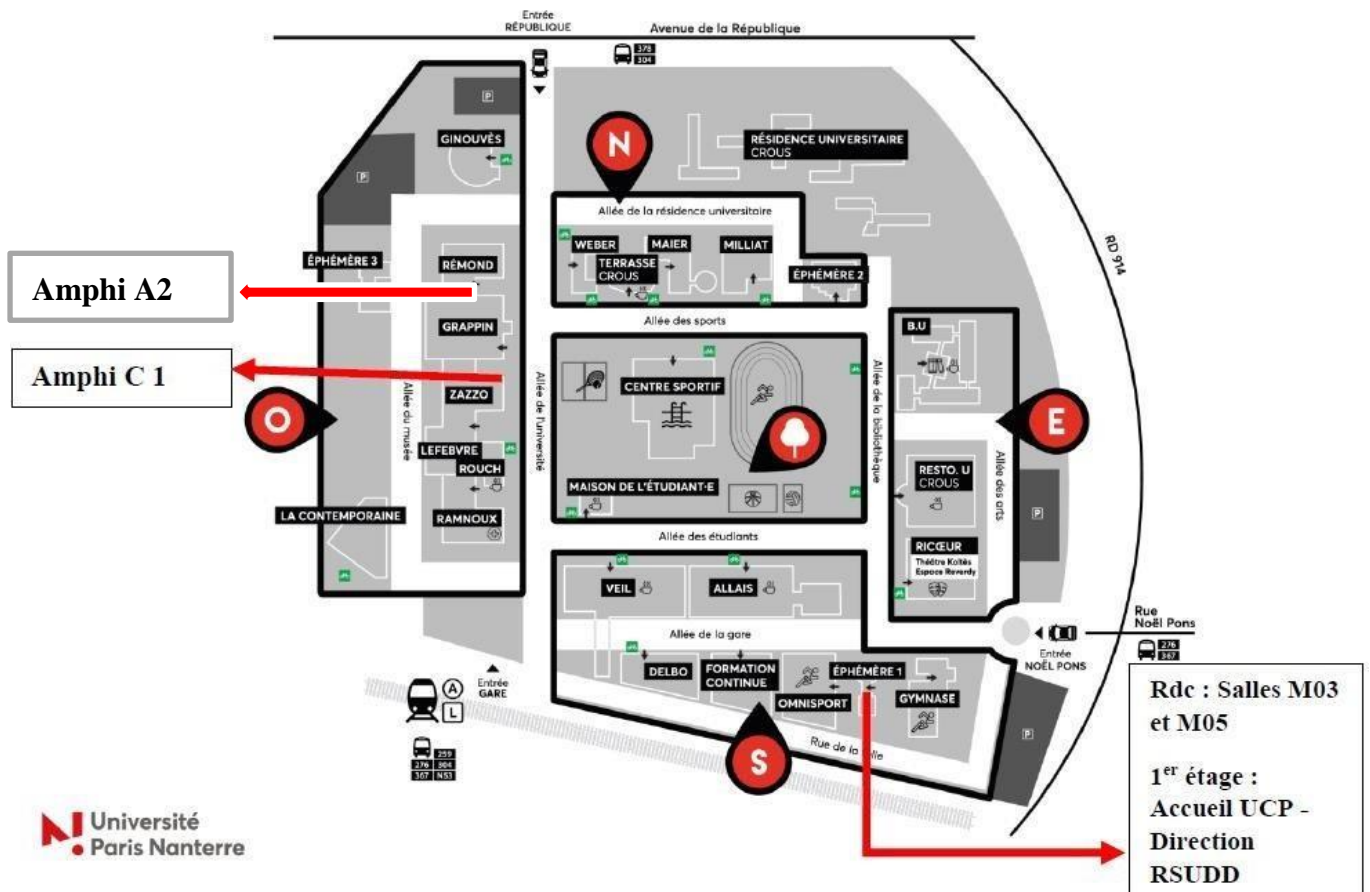 Entrée
RÉPUBLIQUE
Avenue de la République
378
304
P
GINOUVÈS
P
N
RÉSIDENCE UNIVERSITAIRE
CROUS
Allée de la résidence universitaire
RD 914
WEBER
MAIER
MILLIAT
TERRASSE
CROUS
ÉPHÉMÈRE 2
ÉPHÉMÈRE 3
RÉMOND
Amphi A2
GRAPPIN
Allée des sports
B.U
Amphi C 1
ZAZZO
Allée du musée
Allée de l'université
CENTRE SPORTIF
Allée de la bibliothèque
O
E
LEFEBVRE
ROUCH
RESTO. U
CROUS
Allée des arts
MAISON DE L'ÉTUDIANT·E
LA CONTEMPORAINE
RAMNOUX
P
Allée des étudiants
RICŒUR
Théâtre Koltès
Espace Reverdy
VEIL
ALLAIS
Allée de la gare
Rue
Noël Pons
276
367
Entrée
NOËL PONS
DELBO
FORMATION
CONTINUE
ÉPHÉMÈRE 1
OMNISPORT
GYMNASE
Entrée
GARE
A
L
259
276 304
367 N53
S
Rue de la
P
Rdc : Salles M03
et M05
1er étage :
Accueil UCP -
Direction
RSUDD
Université
Paris Nanterre